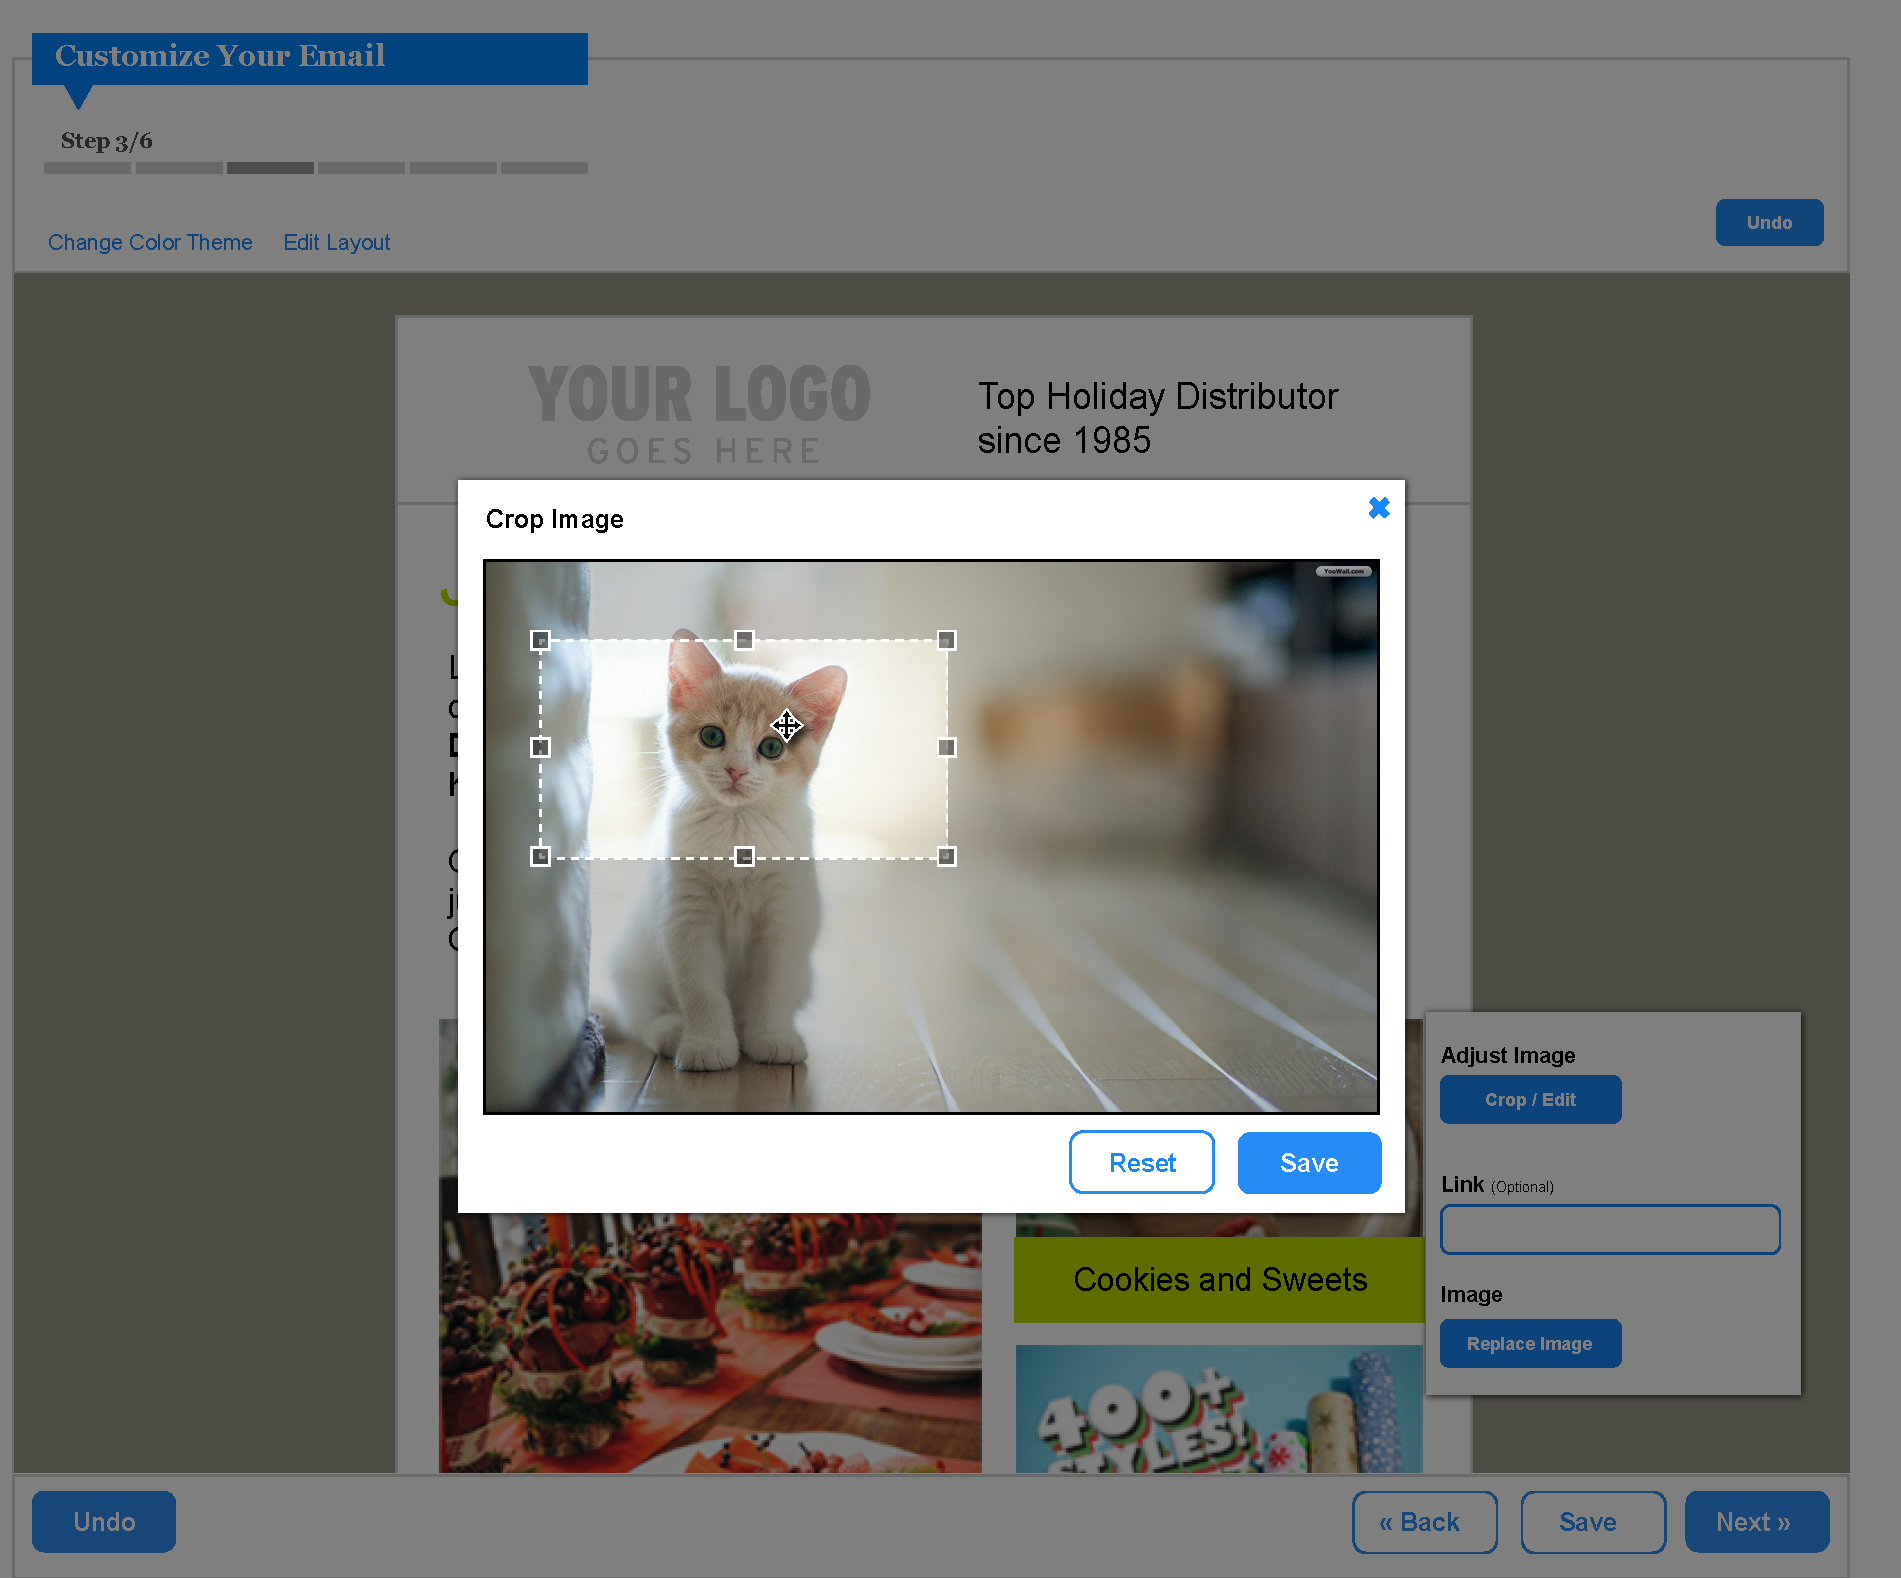 Customize Your Email
Step 3/6
Change Color Theme
Edit Layout
Undo
YOUR LOGO
GOES HERE
Top Holiday Distributor
since 1985
Crop Image
YouWall.com
Reset
Save
Adjust Image
Crop / Edit
Link (Optional)
Image
Replace Image
Cookies and Sweets
400+
STYLES!
Undo
« Back
Save
Next »